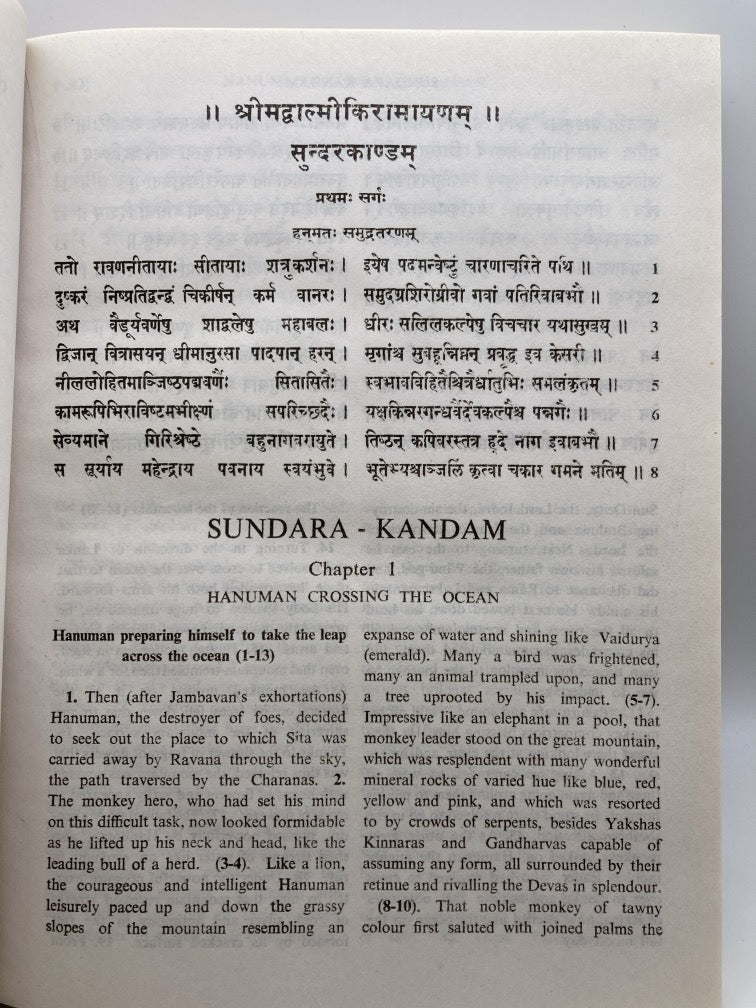 ॥ श्रीमद्वाल्मीकिरामायणम् ॥
सुन्दरकाण्डम्
प्रथमः सर्गः
हनूमतः समुद्रतरणम्
ततो रावणनीतायाः सीतायाः शत्रुकर्शनः । इयेष पदमन्वेष्टुं चारणाचरिते पथि ॥ 1
दुष्करं निष्प्रतिद्वन्द्वं चिकीर्षन् कर्म वानरः । समुदग्रशिरोग्रीवो गवां पतिरिवाबभौ ॥ 2
अथ वैडूर्यवर्णेषु शाद्वलेषु महाबलः । धीरः सलिलकल्पेषु विचचार यथासुखम् ॥ 3
द्विजान् वित्रासयन् धीमानुरसा पादपान् हरन् । मृगांश्च सुबहून्निघ्नन् प्रवृद्ध इव केसरी ॥ 4
नीललोहितमाञ्जिष्ठपद्मवर्णैः सितासितैः । स्वभावविहितैश्चित्रैर्धातुभिः समलंकृतम् ॥ 5
कामरूपिभिराविष्टमभीक्ष्णं सपरिच्छदैः । यक्षकिन्नरगन्धर्वैर्देवकल्पैश्च पन्नगैः ॥ 6
सेव्यमाने गिरिश्रेष्टे बहुनागवरायुते । तिष्ठन् कपिवरस्तत्र ह्रदे नाग इवाबभौ ॥ 7
स सूर्याय महेन्द्राय पवनाय स्वयंभुवे । भूतेभ्यश्चाञ्जलिं कृत्वा चकार गमने मतिम् ॥ 8
SUNDARA - KANDAM
Chapter 1
HANUMAN CROSSING THE OCEAN
Hanuman preparing himself to take the leap
across the ocean (1-13)
1. Then (after Jambavan's exhortations)
Hanuman, the destroyer of foes, decided
to seek out the place to which Sita was
carried away by Ravana through the sky,
the path traversed by the Charanas. 2.
The monkey hero, who had set his mind
on this difficult task, now looked formidable
as he lifted up his neck and head, like the
leading bull of a herd. (3-4). Like a lion,
the courageous and intelligent Hanuman
leisurely paced up and down the grassy
slopes of the mountain resembling an
expanse of water and shining like Vaidurya
(emerald). Many a bird was frightened,
many an animal trampled upon, and many
a tree uprooted by his impact. (5-7).
Impressive like an elephant in a pool, that
monkey leader stood on the great mountain,
which was resplendent with many wonderful
mineral rocks of varied hue like blue, red,
yellow and pink, and which was resorted
to by crowds of serpents, besides Yakshas
Kinnaras and Gandharvas capable of
assuming any form, all surrounded by their
retinue and rivalling the Devas in splendour.
(8-10). That noble monkey of tawny
colour first saluted with joined palms the